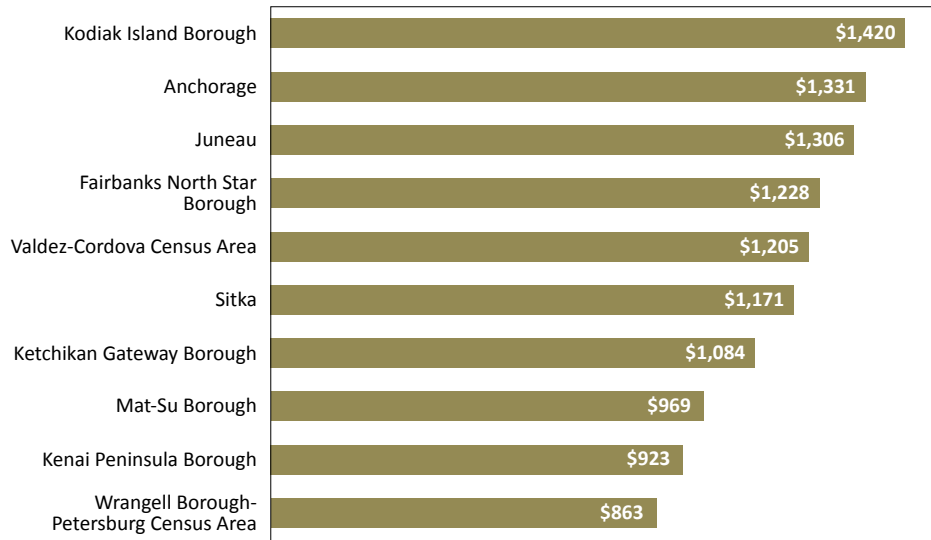 Kodiak Island Borough
$1,420
Anchorage
$1,331
Juneau
$1,306
Fairbanks North Star
Borough
$1,228
Valdez-Cordova Census Area
$1,205
Sitka
$1,171
Ketchikan Gateway Borough
$1,084
Mat-Su Borough
$969
Kenai Peninsula Borough
$923
Wrangell Borough-
Petersburg Census Area
$863